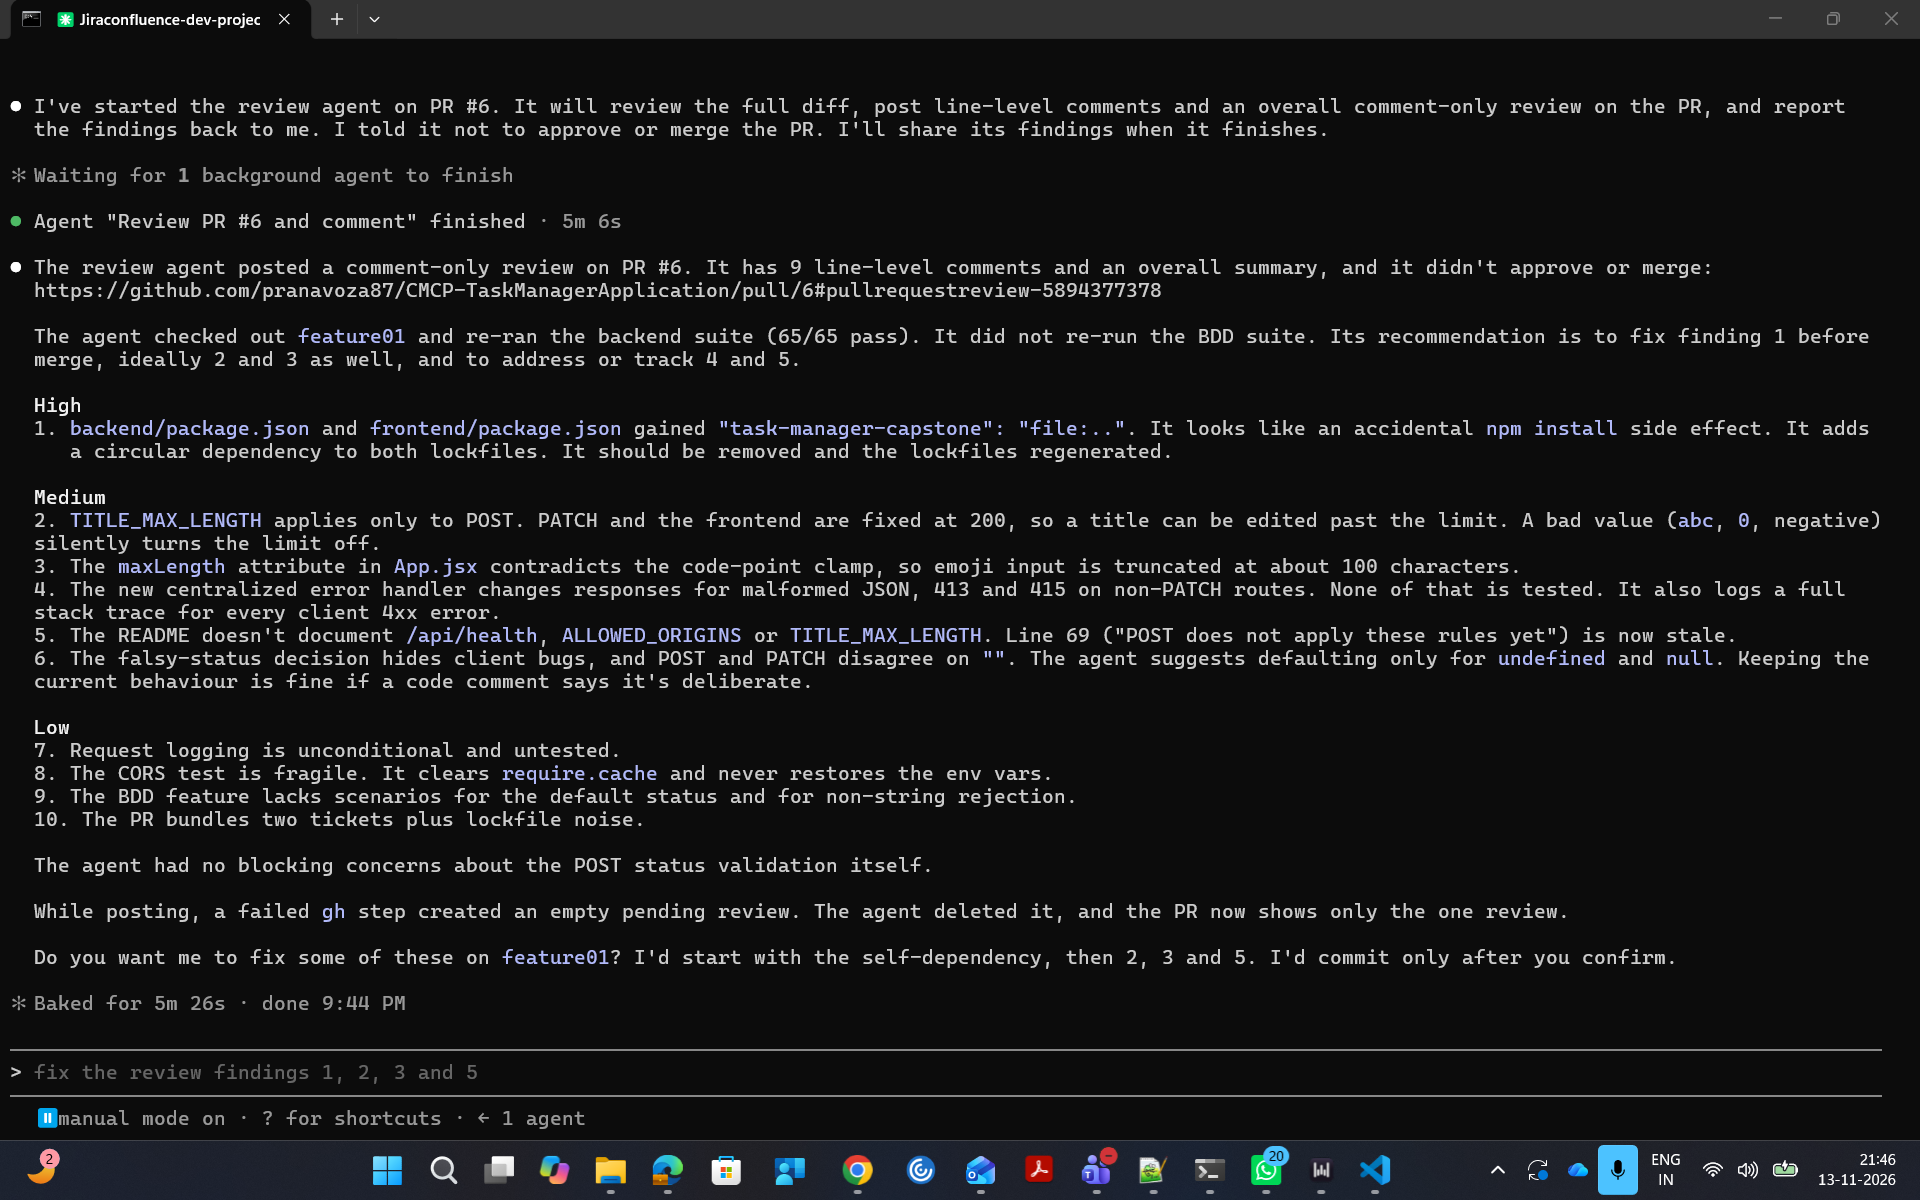 Jiraconfluence-dev-projec
● I've started the review agent on PR #6. It will review the full diff, post line-level comments and an overall comment-only review on the PR, and report
the findings back to me. I told it not to approve or merge the PR. I'll share its findings when it finishes.
✻ Waiting for 1 background agent to finish
● Agent "Review PR #6 and comment" finished · 5m 6s
● The review agent posted a comment-only review on PR #6. It has 9 line-level comments and an overall summary, and it didn't approve or merge:
https://github.com/pranavoza87/CMCP-TaskManagerApplication/pull/6#pullrequestreview-5894377378
The agent checked out feature01 and re-ran the backend suite (65/65 pass). It did not re-run the BDD suite. Its recommendation is to fix finding 1 before
merge, ideally 2 and 3 as well, and to address or track 4 and 5.
High
1. backend/package.json and frontend/package.json gained "task-manager-capstone": "file:..". It looks like an accidental npm install side effect. It adds
a circular dependency to both lockfiles. It should be removed and the lockfiles regenerated.
Medium
2. TITLE_MAX_LENGTH applies only to POST. PATCH and the frontend are fixed at 200, so a title can be edited past the limit. A bad value (abc, 0, negative)
silently turns the limit off.
3. The maxLength attribute in App.jsx contradicts the code-point clamp, so emoji input is truncated at about 100 characters.
4. The new centralized error handler changes responses for malformed JSON, 413 and 415 on non-PATCH routes. None of that is tested. It also logs a full
stack trace for every client 4xx error.
5. The README doesn't document /api/health, ALLOWED_ORIGINS or TITLE_MAX_LENGTH. Line 69 ("POST does not apply these rules yet") is now stale.
6. The falsy-status decision hides client bugs, and POST and PATCH disagree on "". The agent suggests defaulting only for undefined and null. Keeping the
current behaviour is fine if a code comment says it's deliberate.
Low
7. Request logging is unconditional and untested.
8. The CORS test is fragile. It clears require.cache and never restores the env vars.
9. The BDD feature lacks scenarios for the default status and for non-string rejection.
10. The PR bundles two tickets plus lockfile noise.
The agent had no blocking concerns about the POST status validation itself.
While posting, a failed gh step created an empty pending review. The agent deleted it, and the PR now shows only the one review.
Do you want me to fix some of these on feature01? I'd start with the self-dependency, then 2, 3 and 5. I'd commit only after you confirm.
✻ Baked for 5m 26s · done 9:44 PM
> fix the review findings 1, 2, 3 and 5
⏸ manual mode on · ? for shortcuts · ← 1 agent
2
20
ENG
IN
21:46
13-11-2026